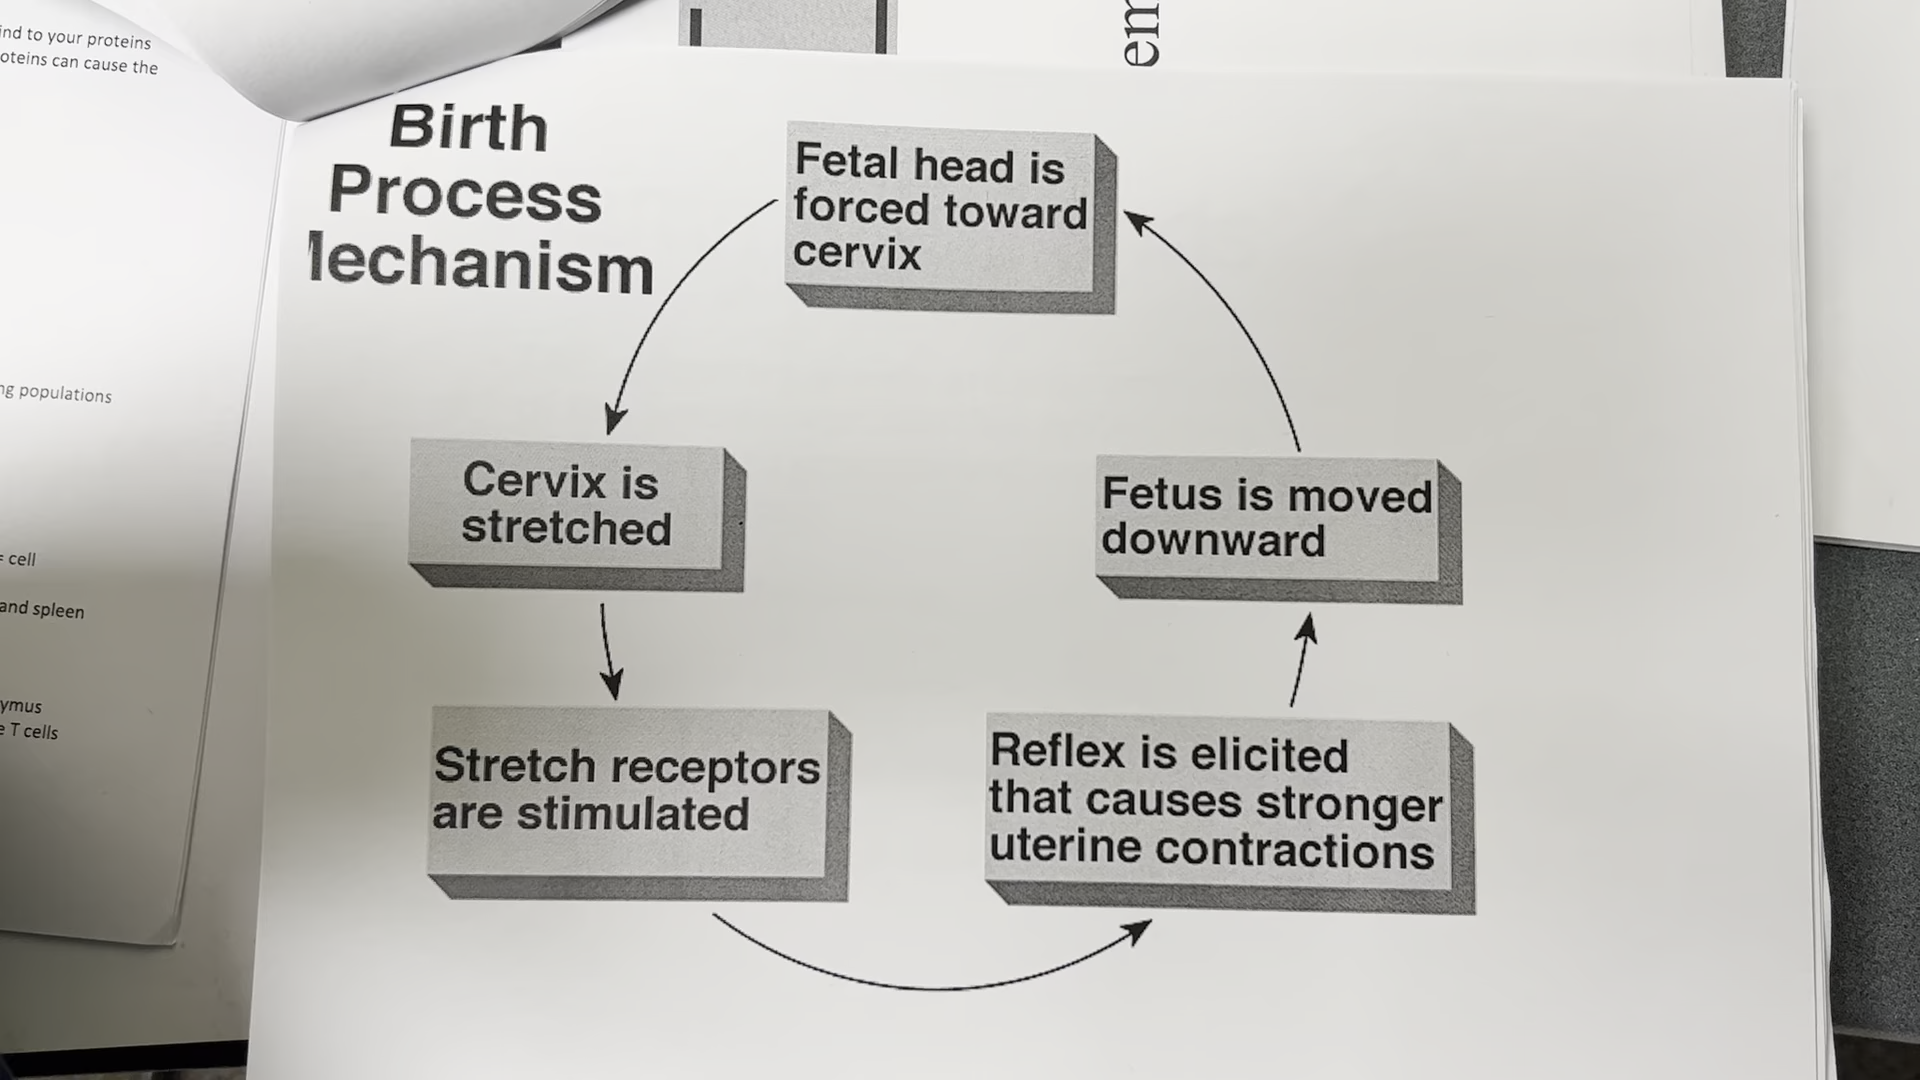 ind to your proteins
oteins can cause the
ng populations
cell
and spleen
ymus
e T cells
em
Birth
Process
Mechanism
Fetal head is
forced toward
cervix
Cervix is
stretched
Stretch receptors
are stimulated
Reflex is elicited
that causes stronger
uterine contractions
Fetus is moved
downward